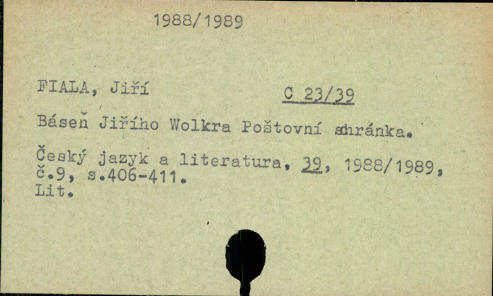 1988/1989
FIALA, Jiří C 23/39
Báseň Jiřího Wolkra Poštovní shránka.
Český jazyk a literatura, 39, 1988/1989,
č.9, s.406-411.
Lit.